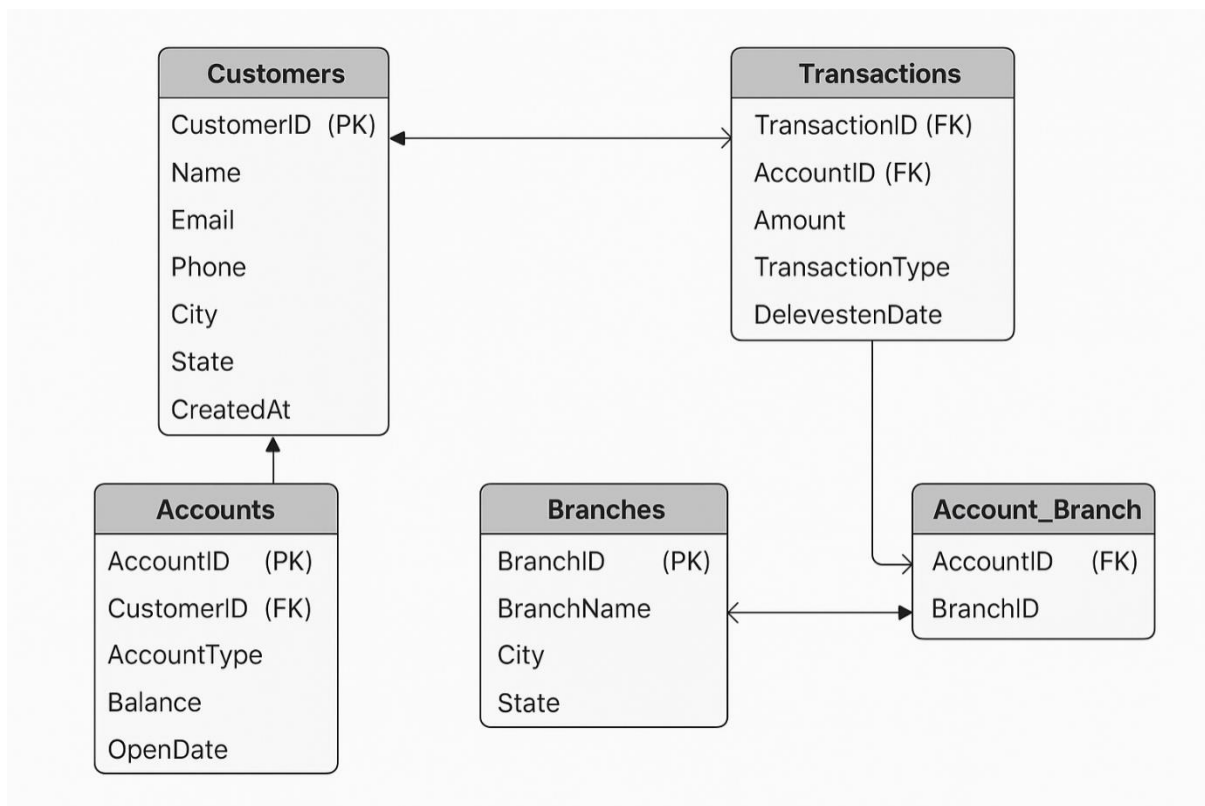 Customers
CustomerID (PK)
Name
Email
Phone
City
State
CreatedAt
Transactions
TransactionID (FK)
AccountID (FK)
Amount
TransactionType
DelevestenDate
Accounts
AccountID (PK)
CustomerID (FK)
AccountType
Balance
OpenDate
Branches
BranchID (PK)
BranchName
City
State
Account_Branch
AccountID (FK)
BranchID